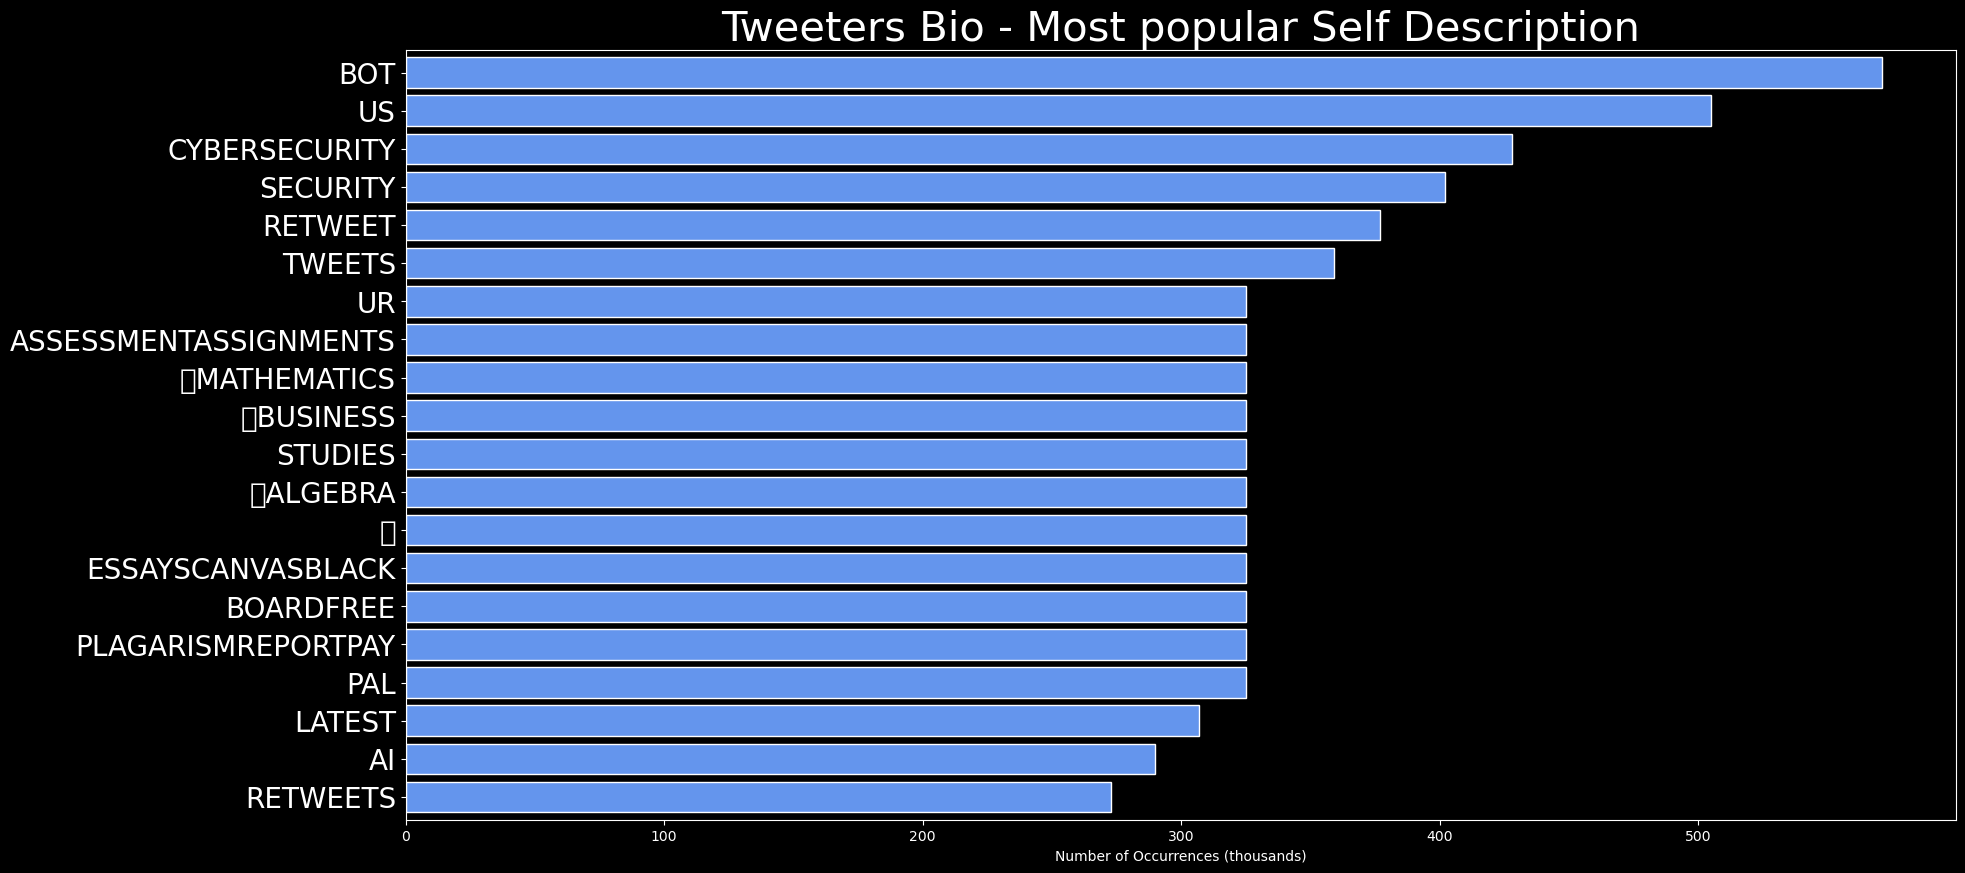 Tweeters Bio - Most popular Self Description
BOT
US
CYBERSECURITY
SECURITY
RETWEET
TWEETS
UR
ASSESSMENTASSIGNMENTS
▯MATHEMATICS
▯BUSINESS
STUDIES
▯ALGEBRA
▯
ESSAYSCANVASBLACK
BOARDFREE
PLAGARISMREPORTPAY
PAL
LATEST
AI
RETWEETS
0 100 200 300 400 500
Number of Occurrences (thousands)